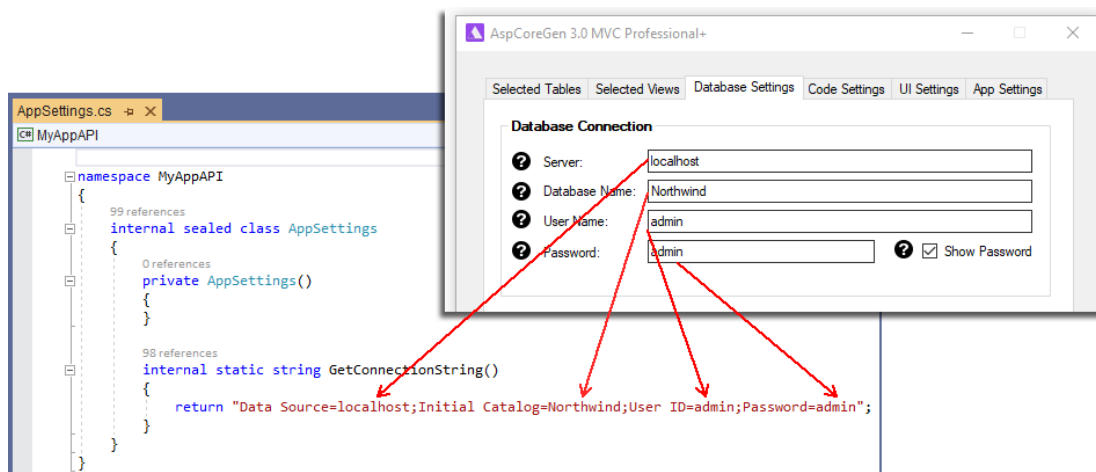 AspCoreGen 3.0 MVC Professional+
Selected Tables Selected Views Database Settings Code Settings UI Settings App Settings
Database Connection
Server: localhost
Database Name: Northwind
User Name: admin
Password: admin Show Password
AppSettings.cs
C# MyAppAPI
namespace MyAppAPI
{
99 references
internal sealed class AppSettings
{
0 references
private AppSettings()
{
}
98 references
internal static string GetConnectionString()
{
return "Data Source=localhost;Initial Catalog=Northwind;User ID=admin;Password=admin";
}
}
}